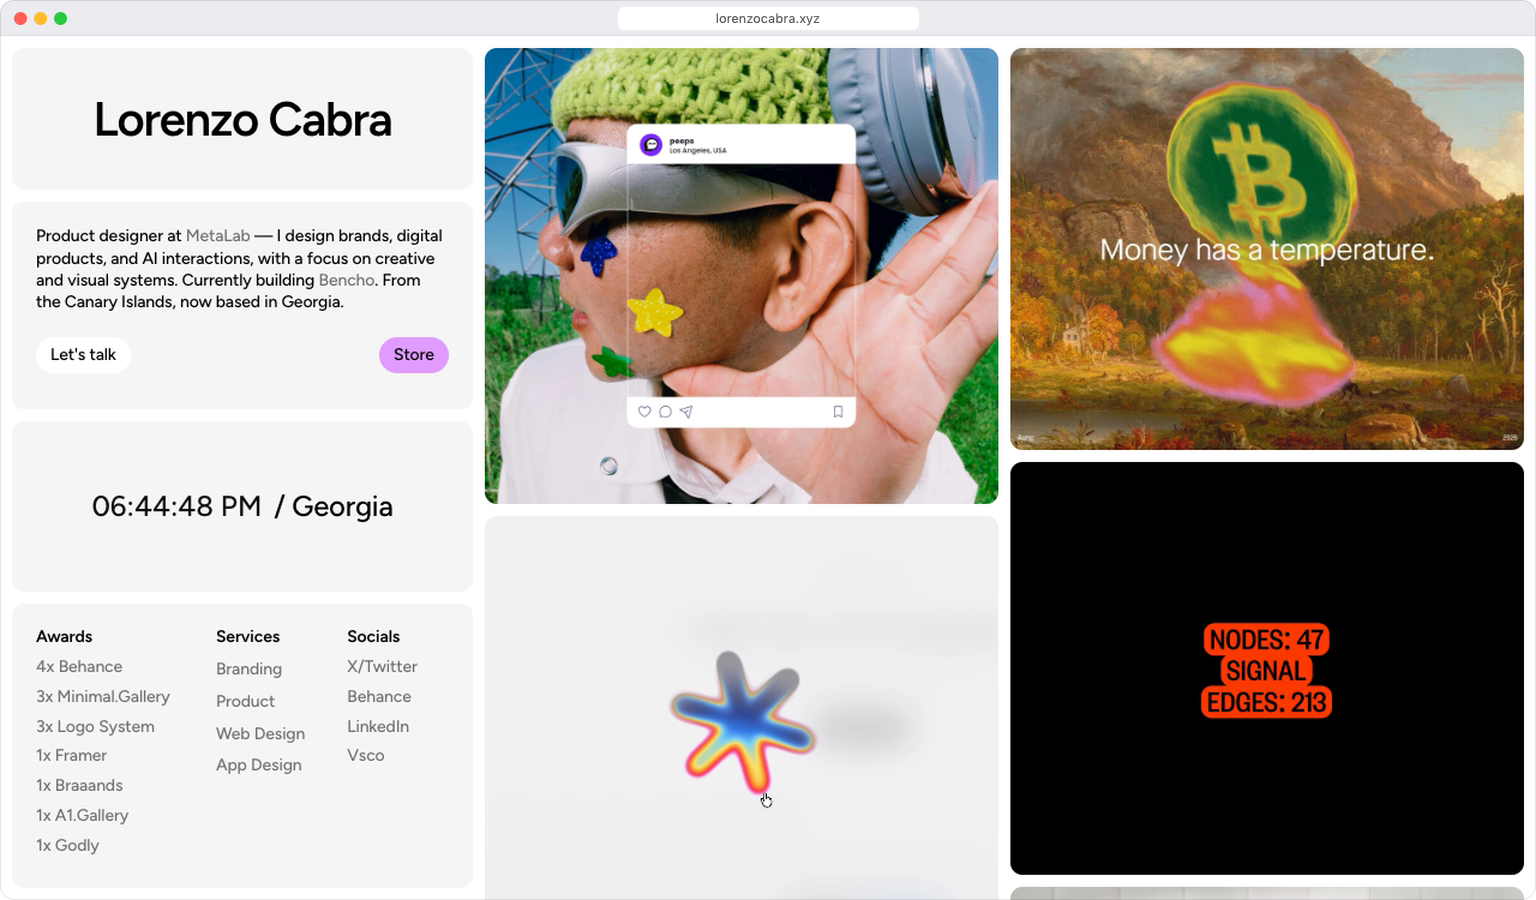 lorenzocabra.xyz
Lorenzo Cabra
Product designer at MetaLab — I design brands, digital
products, and AI interactions, with a focus on creative
and visual systems. Currently building Bencho. From
the Canary Islands, now based in Georgia.
Let's talk
Store
06:44:48 PM / Georgia
Awards
4x Behance
3x Minimal.Gallery
3x Logo System
1x Framer
1x Braaands
1x A1.Gallery
1x Godly
Services
Branding
Product
Web Design
App Design
Socials
X/Twitter
Behance
LinkedIn
Vsco
peeps
Los Angeles, USA
Money has a temperature.
2026
NODES: 47
SIGNAL
EDGES: 213